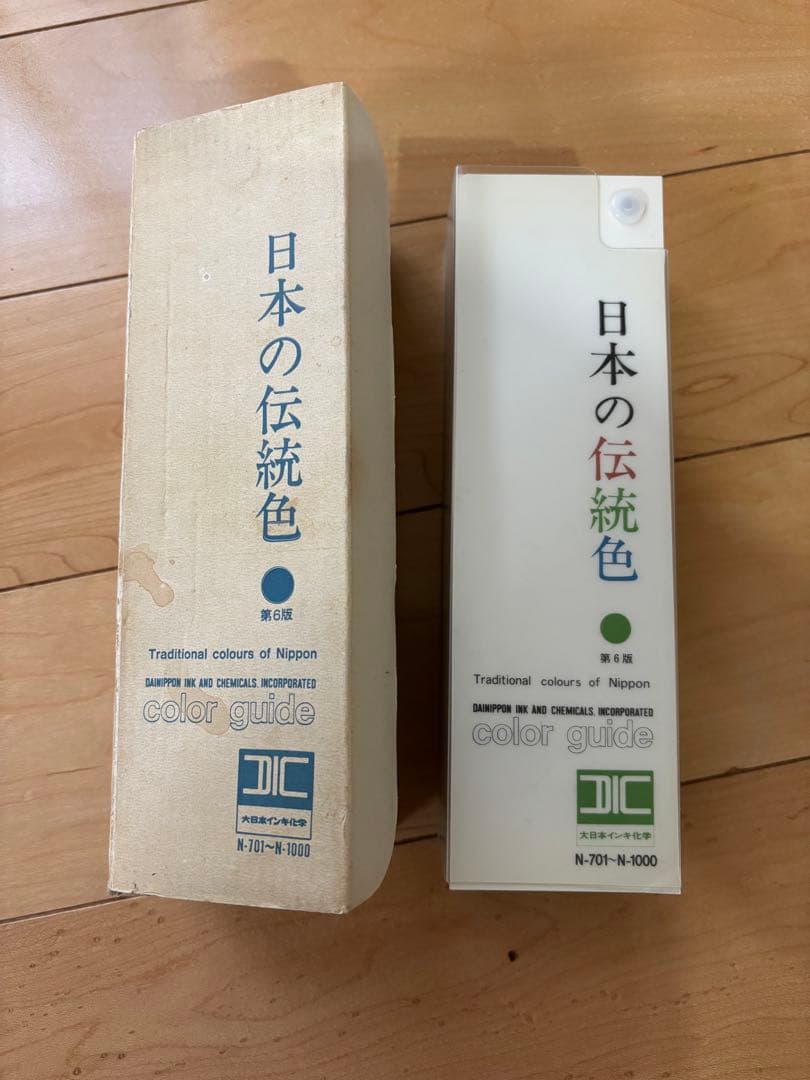 日本の伝統色
第6版
Traditional colours of Nippon
DAINIPPON INK AND CHEMICALS, INCORPORATED
color guide
DIC
大日本インキ化学
N-701〜N-1000
日本の伝統色
第6版
Traditional colours of Nippon
DAINIPPON INK AND CHEMICALS, INCORPORATED
color guide
DIC
大日本インキ化学
N-701〜N-1000